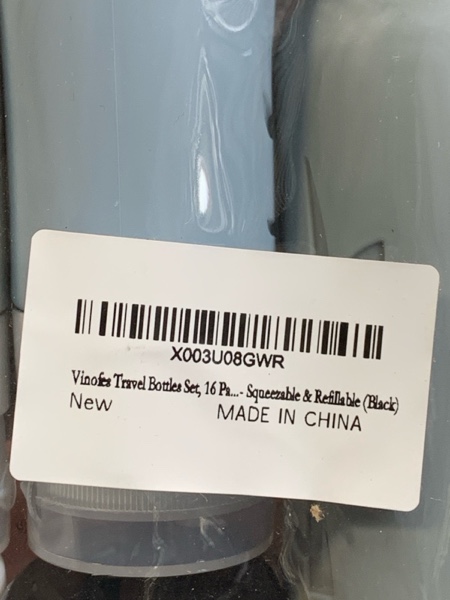 X003U08GWR
Vinofes Travel Bottles Set, 16 Pa...- Squeezable & Refillable (Black)
New
MADE IN CHINA